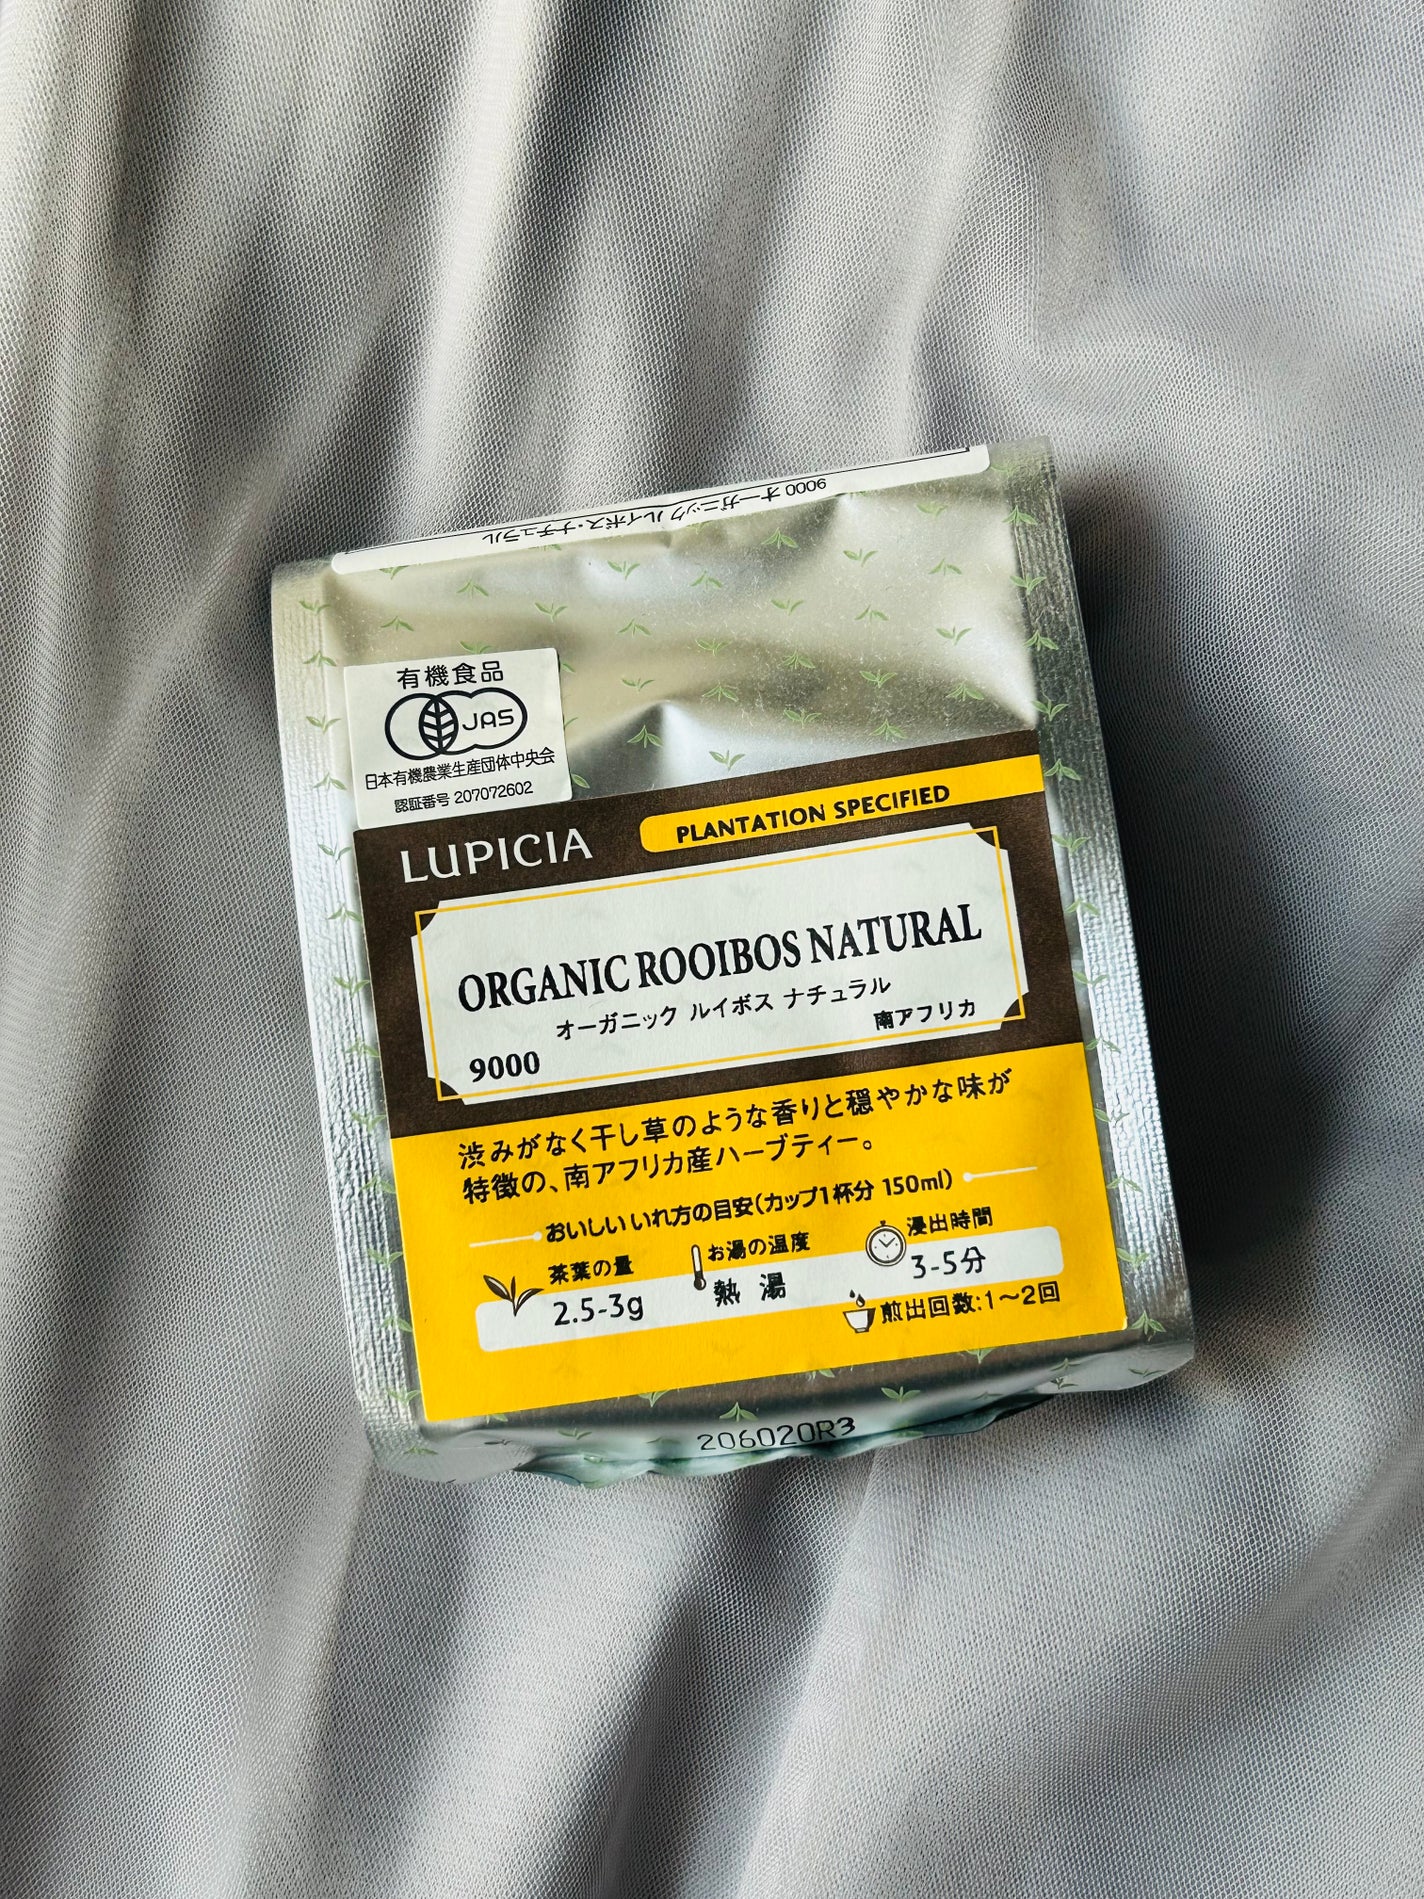 9000 オーガニック ルイボス・ナチュラル
有機食品
JAS
日本有機農業生産団体中央会
認証番号 207072602
LUPICIA
PLANTATION SPECIFIED
ORGANIC ROOIBOS NATURAL
オーガニック ルイボス ナチュラル
南アフリカ
9000
渋みがなく干し草のような香りと穏やかな味が
特徴の、南アフリカ産ハーブティー。
おいしいいれ方の目安(カップ1杯分 150ml)
茶葉の量
2.5-3g
お湯の温度
熱湯
浸出時間
3-5分
煎出回数:1〜2回
206020R3